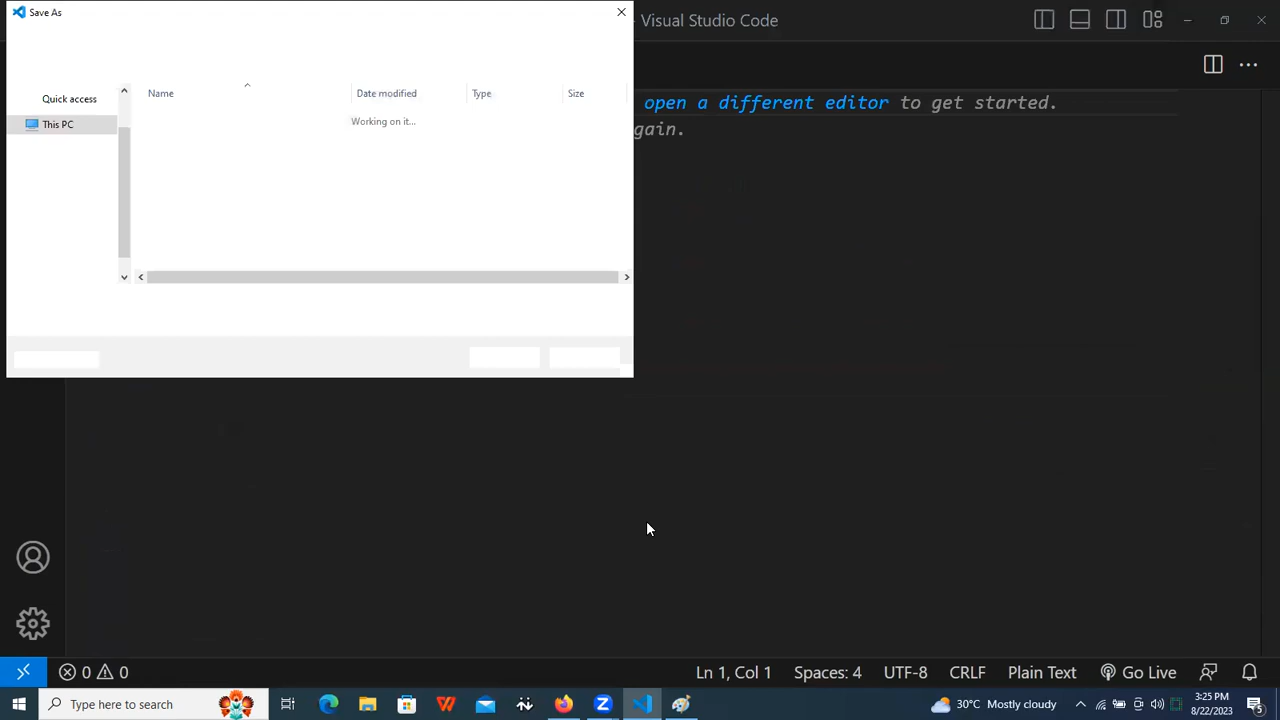 Save As
- Visual Studio Code
Quick access
This PC
Name
Date modified
Type
Size
Working on it...
open a different editor to get started.
gain.
0 0
Ln 1, Col 1
Spaces: 4
UTF-8
CRLF
Plain Text
Go Live
Type here to search
30°C Mostly cloudy
3:25 PM
8/22/2023